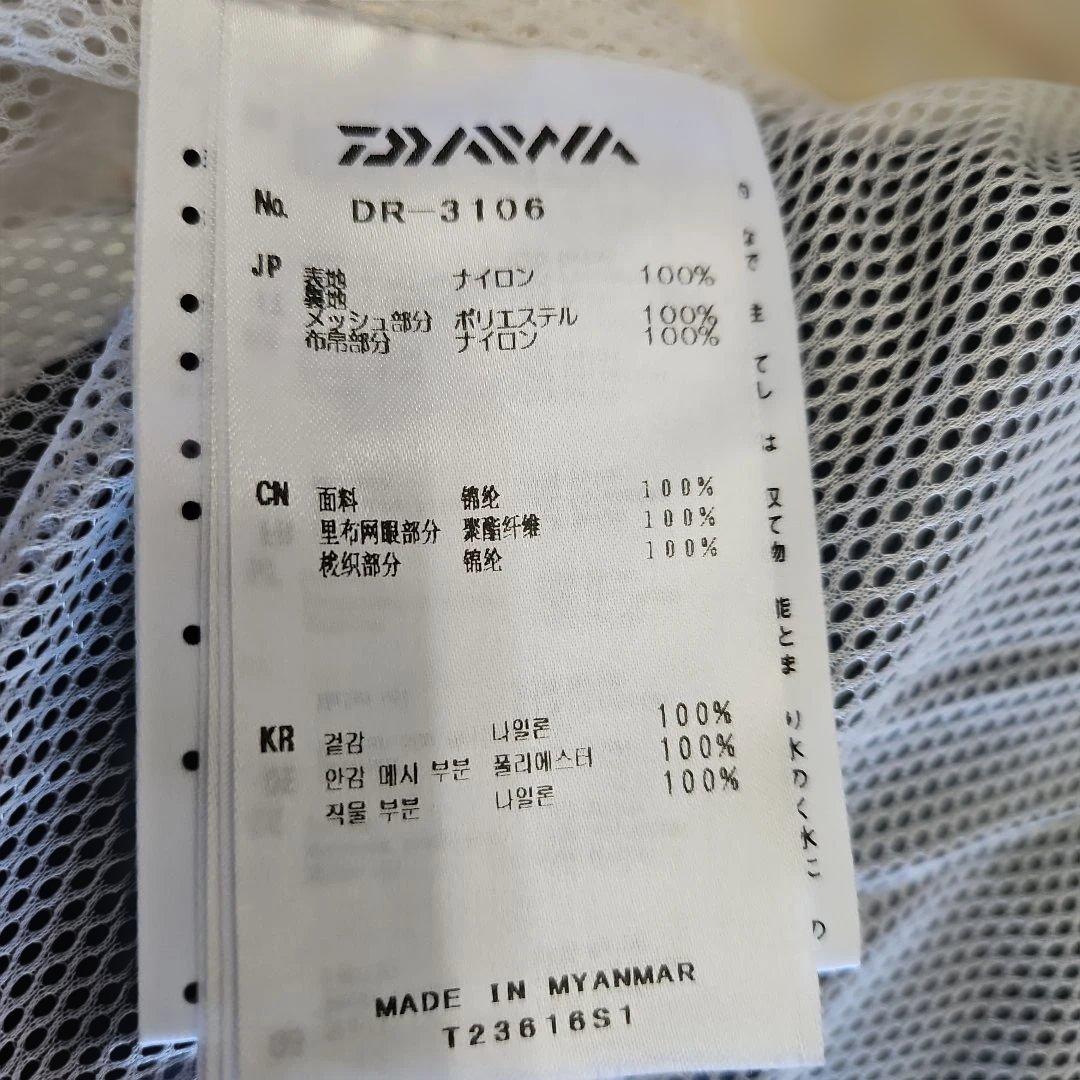 DAIWA
No. DR-3106
JP 表地 ナイロン 100%
裏地
メッシュ部分 ポリエステル 100%
布帛部分 ナイロン 100%
CN 面料 锦纶 100%
里布网眼部分 聚酯纤维 100%
梭织部分 锦纶 100%
KR 겉감 나일론 100%
안감 메시 부분 폴리에스터 100%
직물 부분 나일론 100%
MADE IN MYANMAR
T23616S1